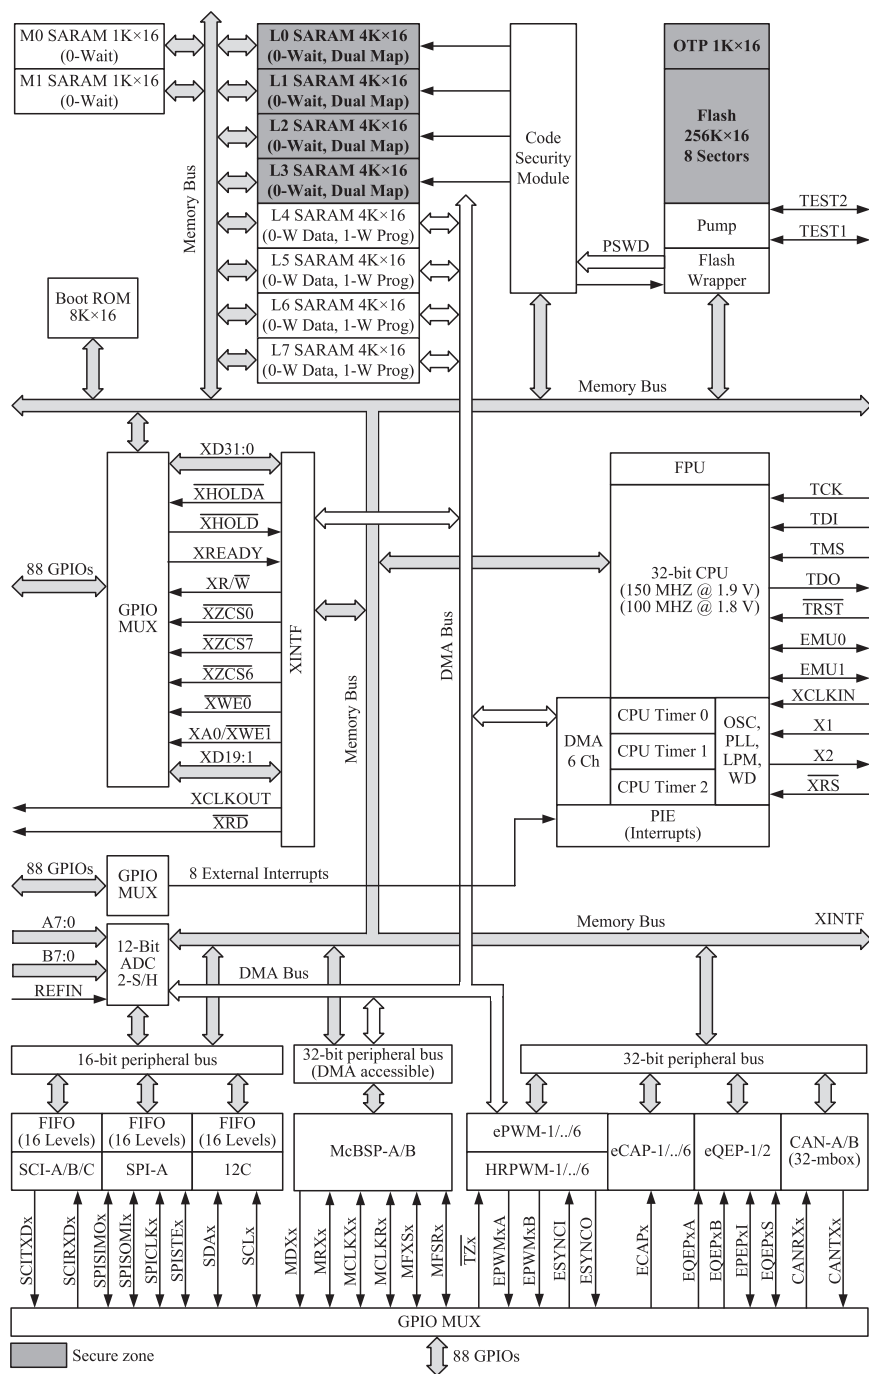 M0 SARAM 1K×16
(0-Wait)
M1 SARAM 1K×16
(0-Wait)
L0 SARAM 4K×16
(0-Wait, Dual Map)
L1 SARAM 4K×16
(0-Wait, Dual Map)
L2 SARAM 4K×16
(0-Wait, Dual Map)
L3 SARAM 4K×16
(0-Wait, Dual Map)
L4 SARAM 4K×16
(0-W Data, 1-W Prog)
L5 SARAM 4K×16
(0-W Data, 1-W Prog)
L6 SARAM 4K×16
(0-W Data, 1-W Prog)
L7 SARAM 4K×16
(0-W Data, 1-W Prog)
Memory Bus
Code
Security
Module
OTP 1K×16
Flash
256K×16
8 Sectors
Pump
Flash
Wrapper
PSWD
TEST2
TEST1
Boot ROM
8K×16
Memory Bus
88 GPIOs
GPIO
MUX
XD31:0
XHOLDA
XHOLD
XREADY
XR/W
XZCS0
XZCS7
XZCS6
XWE0
XA0/XWE1
XD19:1
XCLKOUT
XRD
XINTF
Memory Bus
DMA Bus
FPU
32-bit CPU
(150 MHZ @ 1.9 V)
(100 MHZ @ 1.8 V)
DMA
6 Ch
CPU Timer 0
CPU Timer 1
CPU Timer 2
OSC,
PLL,
LPM,
WD
PIE
(Interrupts)
TCK
TDI
TMS
TDO
TRST
EMU0
EMU1
XCLKIN
X1
X2
XRS
88 GPIOs
GPIO
MUX
8 External Interrupts
A7:0
B7:0
REFIN
12-Bit
ADC
2-S/H
Memory Bus
XINTF
DMA Bus
16-bit peripheral bus
32-bit peripheral bus
(DMA accessible)
32-bit peripheral bus
FIFO
(16 Levels)
FIFO
(16 Levels)
FIFO
(16 Levels)
SCI-A/B/C
SPI-A
12C
McBSP-A/B
ePWM-1/../6
HRPWM-1/../6
eCAP-1/../6
eQEP-1/2
CAN-A/B
(32-mbox)
SCITXDx
SCIRXDx
SPISIMOx
SPISOMIx
SPICLKx
SPISTEx
SDAx
SCLx
MDXx
MRXx
MCLKXx
MCLKRx
MFXSx
MFSRx
TZx
EPWMxA
EPWMxB
ESYNCI
ESYNCO
ECAPx
EQEPxA
EQEPxB
EPEPxI
EQEPxS
CANRXx
CANTXx
GPIO MUX
Secure zone
88 GPIOs